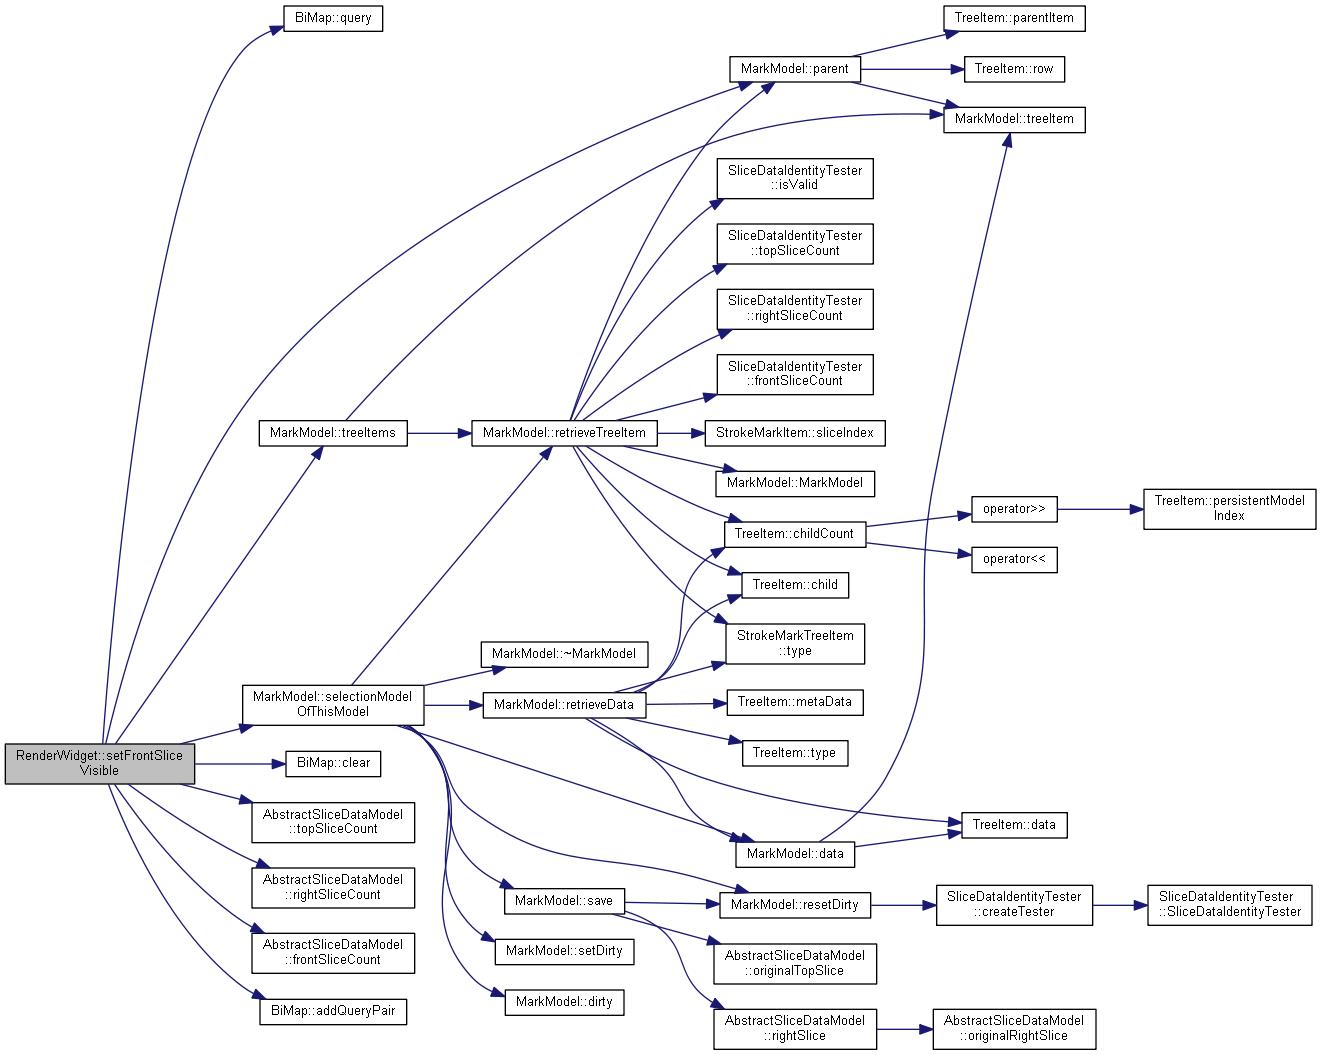 BiMap::query
TreeItem::parentItem
MarkModel::parent
TreeItem::row
MarkModel::treeItem
SliceDataIdentityTester
::isValid
SliceDataIdentityTester
::topSliceCount
SliceDataIdentityTester
::rightSliceCount
SliceDataIdentityTester
::frontSliceCount
MarkModel::treeItems
MarkModel::retrieveTreeItem
StrokeMarkItem::sliceIndex
MarkModel::MarkModel
TreeItem::childCount
operator>>
TreeItem::persistentModel
Index
operator<<
TreeItem::child
StrokeMarkTreeItem
::type
MarkModel::~MarkModel
MarkModel::selectionModel
OfThisModel
MarkModel::retrieveData
TreeItem::metaData
TreeItem::type
RenderWidget::setFrontSlice
Visible
BiMap::clear
AbstractSliceDataModel
::topSliceCount
TreeItem::data
MarkModel::data
AbstractSliceDataModel
::rightSliceCount
MarkModel::save
MarkModel::resetDirty
SliceDataIdentityTester
::createTester
SliceDataIdentityTester
::SliceDataIdentityTester
AbstractSliceDataModel
::frontSliceCount
MarkModel::setDirty
AbstractSliceDataModel
::originalTopSlice
BiMap::addQueryPair
MarkModel::dirty
AbstractSliceDataModel
::rightSlice
AbstractSliceDataModel
::originalRightSlice